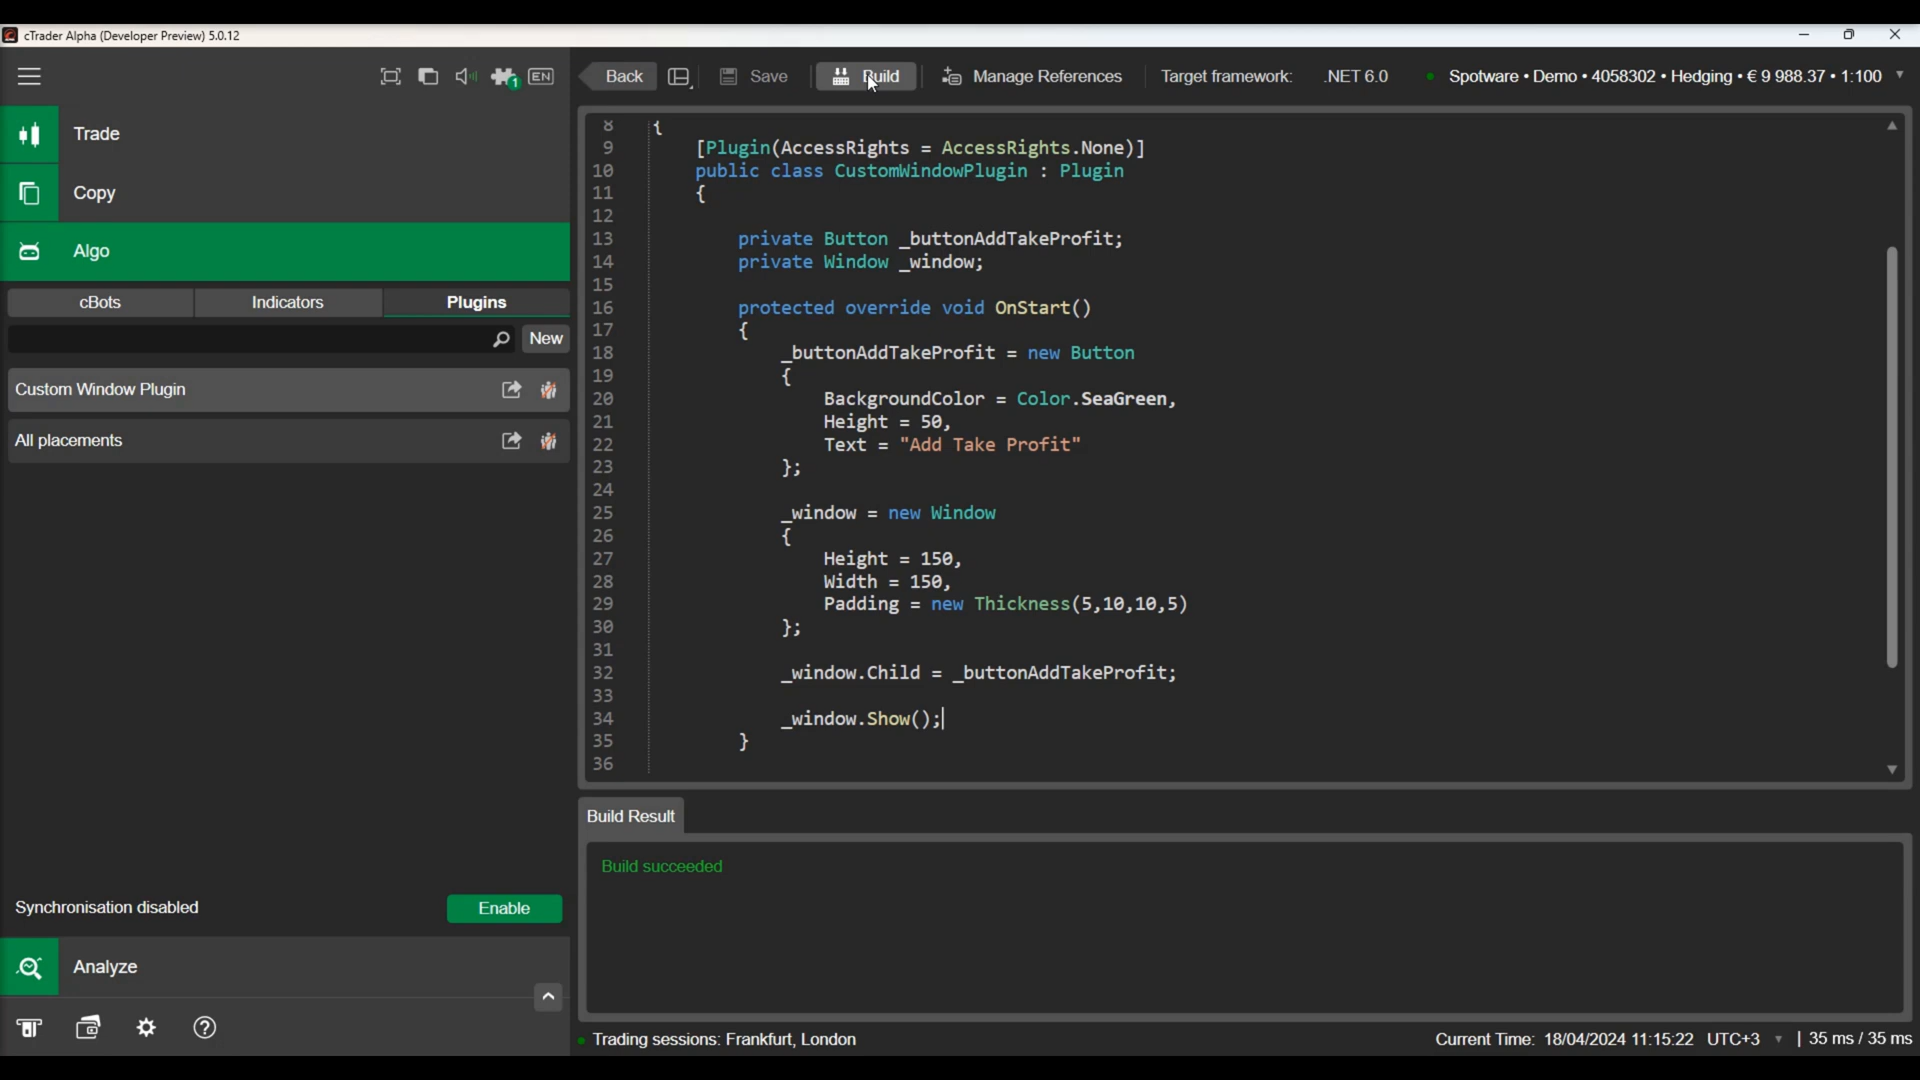 cTrader Alpha (Developer Preview) 5.0.12
1
EN
Back
Save
Build
Manage References
Target framework:
.NET 6.0
Spotware • Demo • 4058302 • Hedging • € 9 988.37 • 1:100
Trade
Copy
Algo
cBots
Indicators
Plugins
New
Custom Window Plugin
All placements
Synchronisation disabled
Enable
Analyze
8 {
9 [Plugin(AccessRights = AccessRights.None)]
10 public class CustomWindowPlugin : Plugin
11 {
12
13 private Button _buttonAddTakeProfit;
14 private Window _window;
15
16 protected override void OnStart()
17 {
18 _buttonAddTakeProfit = new Button
19 {
20 BackgroundColor = Color.SeaGreen,
21 Height = 50,
22 Text = "Add Take Profit"
23 };
24
25 _window = new Window
26 {
27 Height = 150,
28 Width = 150,
29 Padding = new Thickness(5,10,10,5)
30 };
31
32 _window.Child = _buttonAddTakeProfit;
33
34 _window.Show();
35 }
36
Build Result
Build succeeded
Trading sessions: Frankfurt, London
Current Time: 18/04/2024 11:15:22 UTC+3 | 35 ms / 35 ms